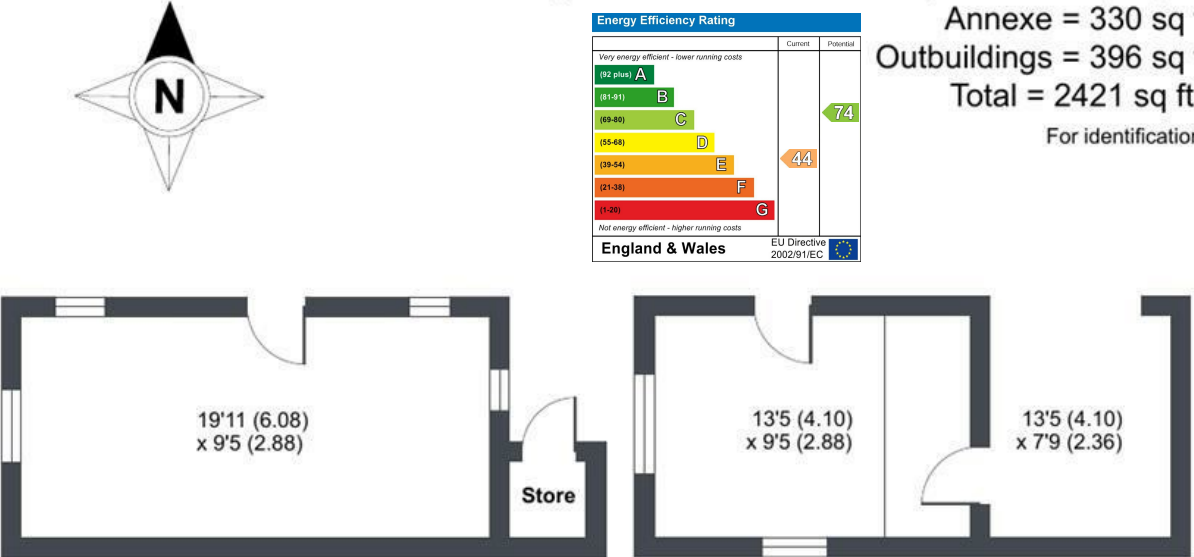 N
Energy Efficiency Rating
Current Potential
Very energy efficient - lower running costs
(92 plus) A
(81-91) B
(69-80) C
(55-68) D
(39-54) E
(21-38) F
(1-20) G
74
44
Not energy efficient - higher running costs
England & Wales
EU Directive
2002/91/EC
Annexe = 330 sq
Outbuildings = 396 sq
Total = 2421 sq ft
For identification
19'11 (6.08)
x 9'5 (2.88)
Store
13'5 (4.10)
x 9'5 (2.88)
13'5 (4.10)
x 7'9 (2.36)